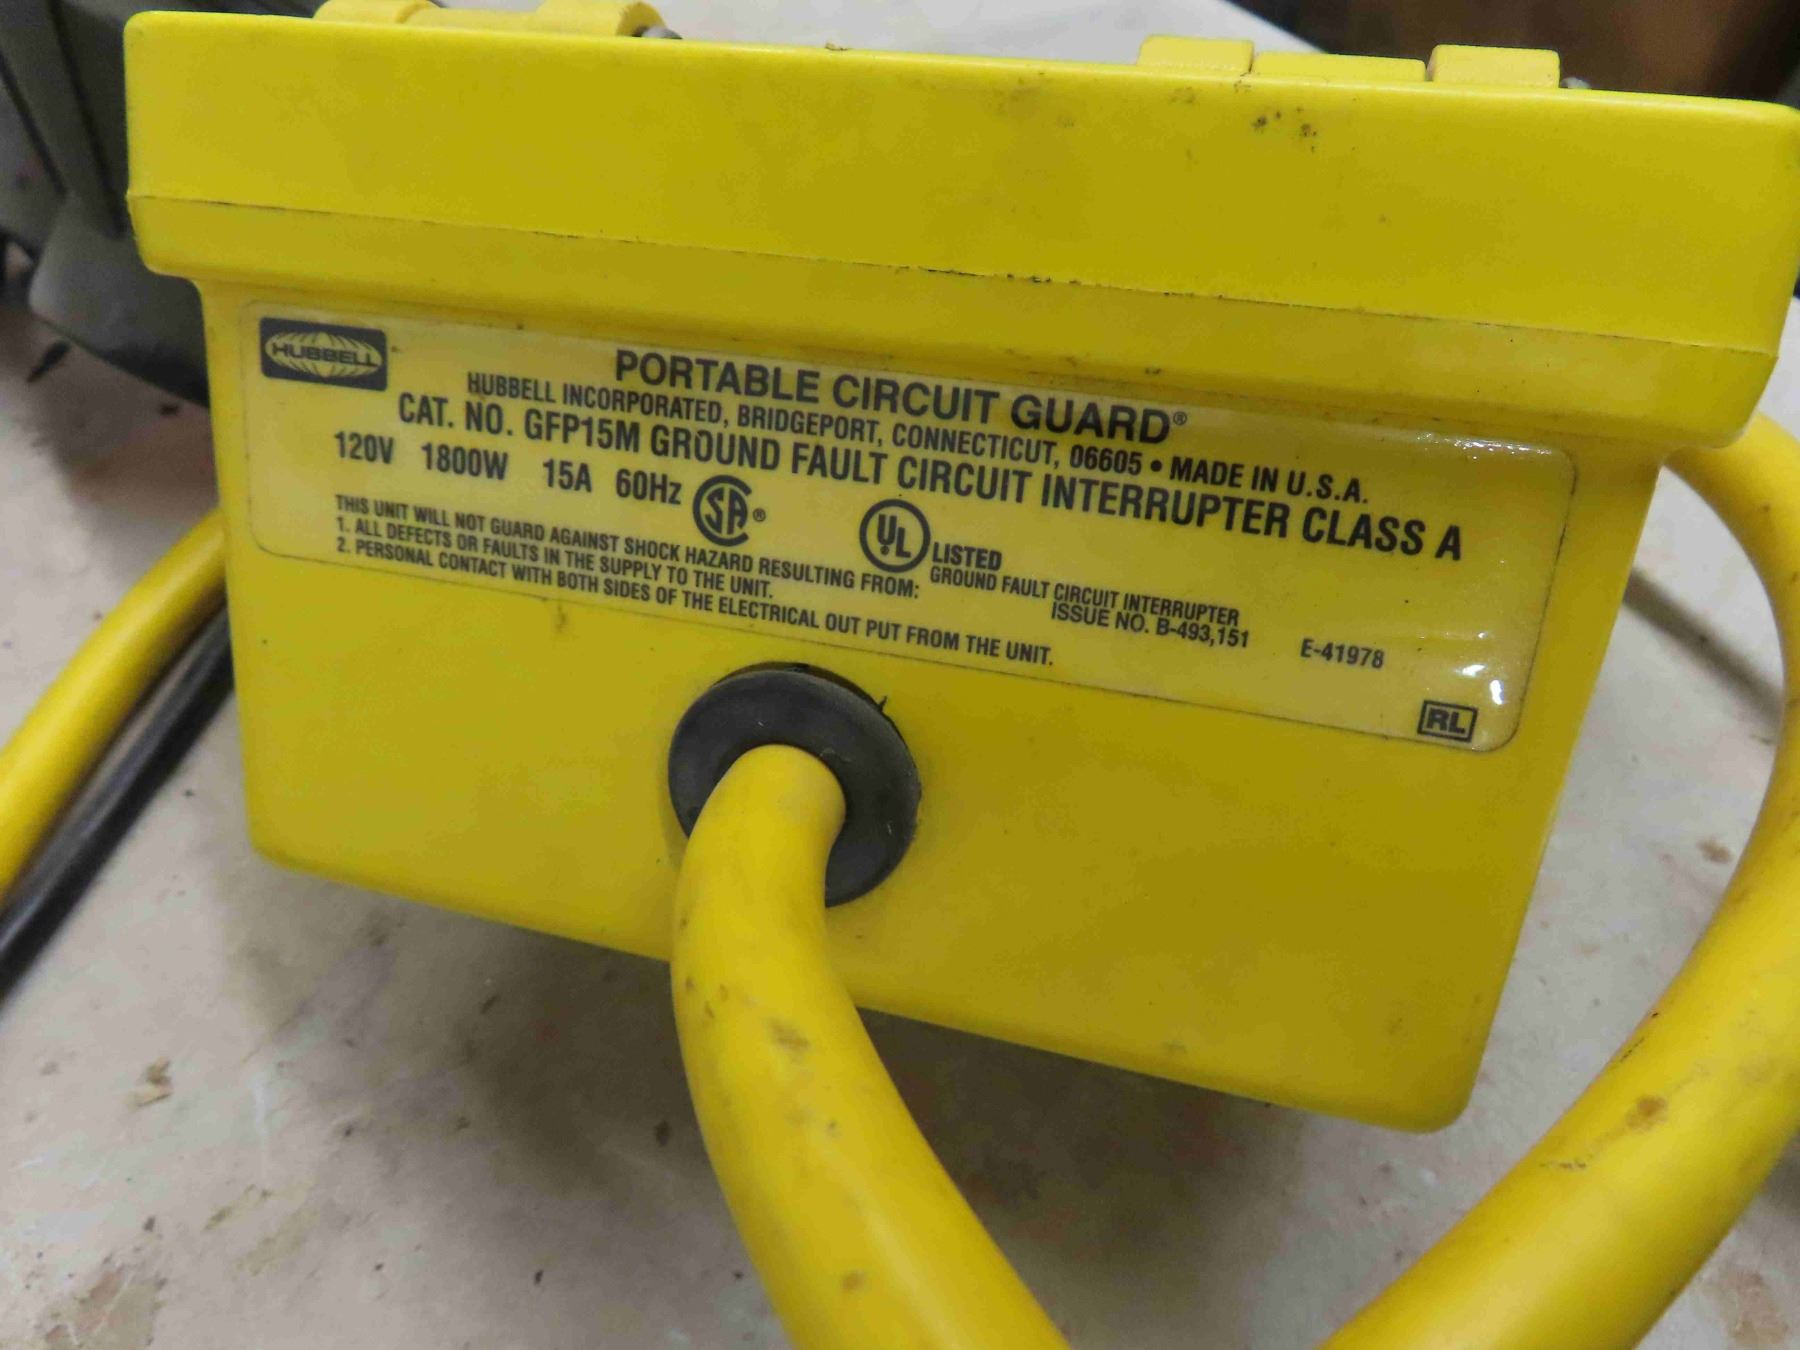 HUBBELL
PORTABLE CIRCUIT GUARD®
HUBBELL INCORPORATED, BRIDGEPORT, CONNECTICUT, 06605 • MADE IN U.S.A.
CAT. NO. GFP15M GROUND FAULT CIRCUIT INTERRUPTER CLASS A
120V 1800W 15A 60Hz SA® UL LISTED
GROUND FAULT CIRCUIT INTERRUPTER
ISSUE NO. B-493,151 E-41978
THIS UNIT WILL NOT GUARD AGAINST SHOCK HAZARD RESULTING FROM:
1. ALL DEFECTS OR FAULTS IN THE SUPPLY TO THE UNIT.
2. PERSONAL CONTACT WITH BOTH SIDES OF THE ELECTRICAL OUT PUT FROM THE UNIT.
RL